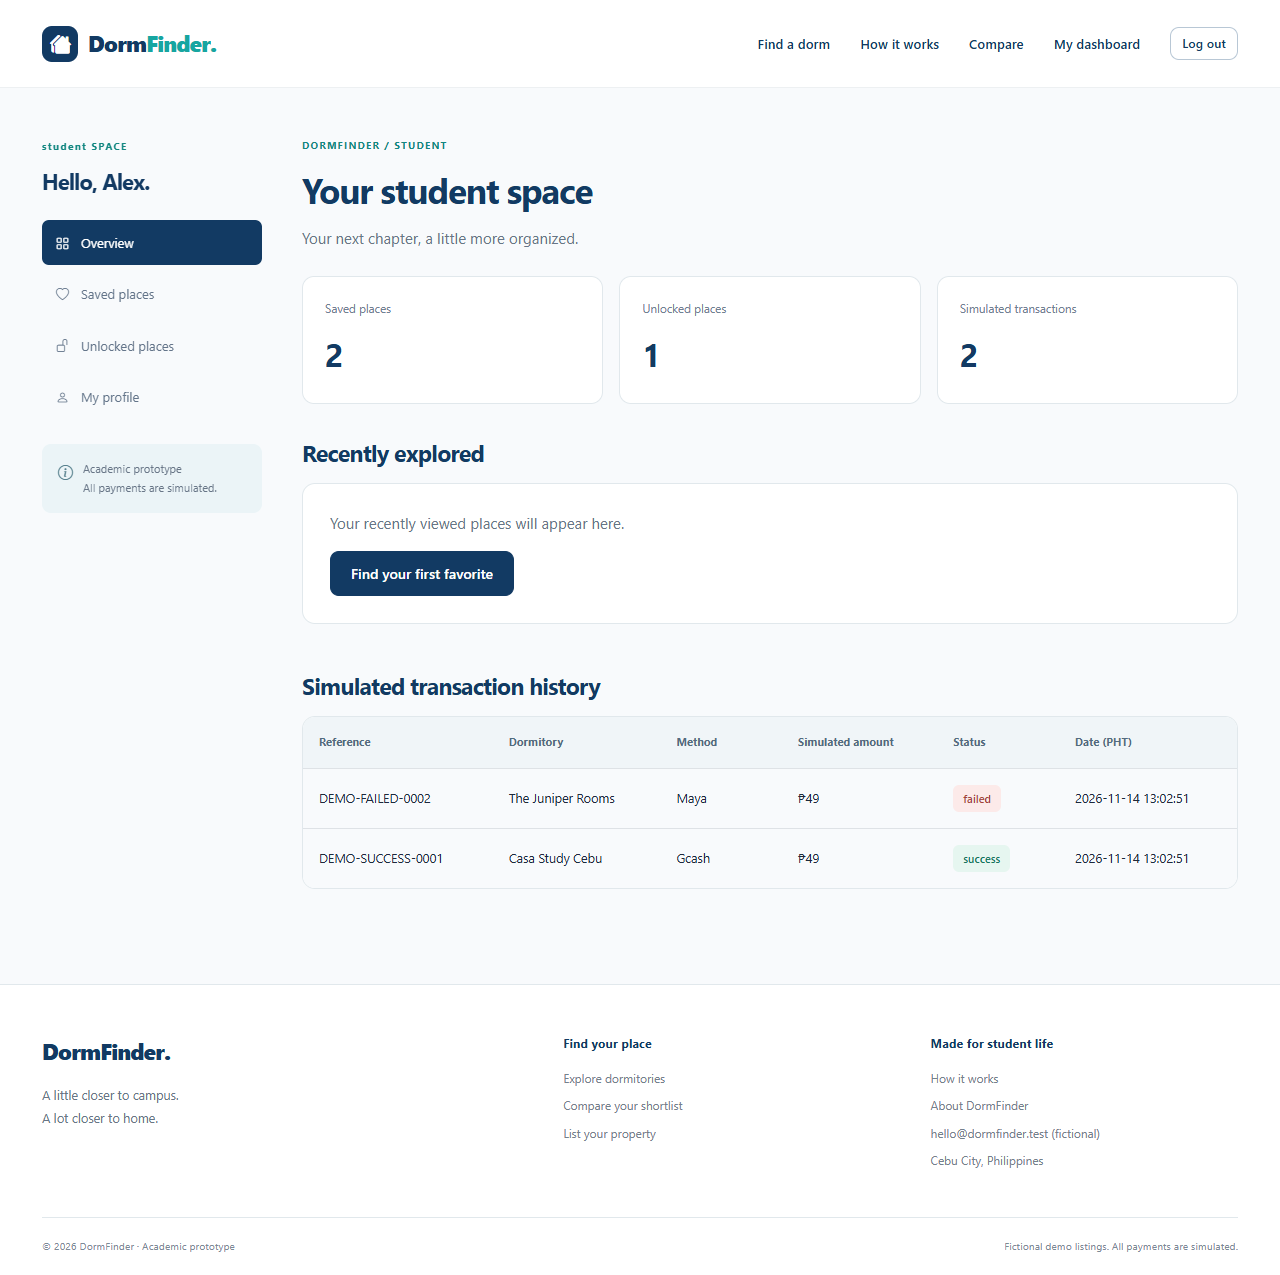 DormFinder.
Find a dorm
How it works
Compare
My dashboard
Log out
student SPACE
Hello, Alex.
Overview
Saved places
Unlocked places
My profile
Academic prototype
All payments are simulated.
DORMFINDER / STUDENT
Your student space
Your next chapter, a little more organized.
Saved places
2
Unlocked places
1
Simulated transactions
2
Recently explored
Your recently viewed places will appear here.
Find your first favorite
Simulated transaction history
Reference Dormitory Method Simulated amount Status Date (PHT)
DEMO-FAILED-0002 The Juniper Rooms Maya ₱49 failed 2026-11-14 13:02:51
DEMO-SUCCESS-0001 Casa Study Cebu Gcash ₱49 success 2026-11-14 13:02:51
DormFinder.
A little closer to campus.
A lot closer to home.
Find your place
Explore dormitories
Compare your shortlist
List your property
Made for student life
How it works
About DormFinder
hello@dormfinder.test (fictional)
Cebu City, Philippines
© 2026 DormFinder · Academic prototype
Fictional demo listings. All payments are simulated.